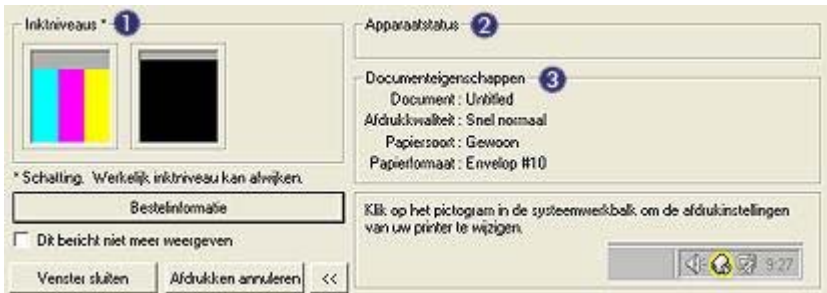 Inktniveaus * 1
* Schatting. Werkelijk inktniveau kan afwijken.
Bestelinformatie
Dit bericht niet meer weergeven
Venster sluiten
Afdrukken annuleren
<<
Apparaatstatus 2
Documenteigenschappen 3
Document : Untitled
Afdrukkwaliteit : Snel normaal
Papiersoort : Gewoon
Papierformaat : Envelop #10
Klik op het pictogram in de systeemwerkbalk om de afdrukinstellingen
van uw printer te wijzigen.
9:27